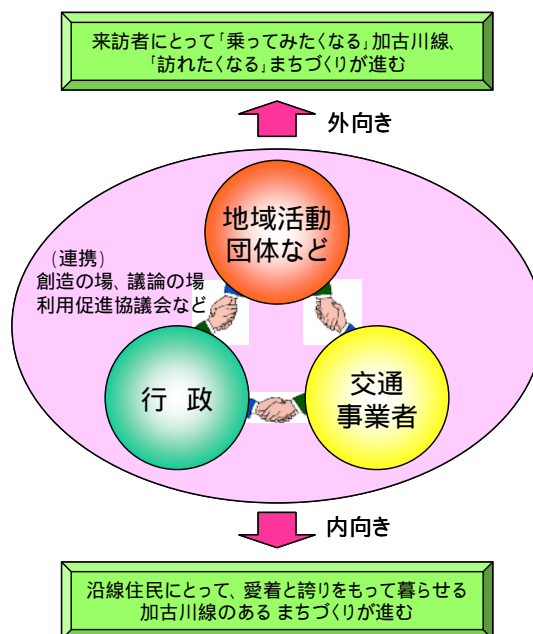 来訪者にとって「乗ってみたくなる」加古川線、
「訪れたくなる」まちづくりが進む
外向き
地域活動
団体など
(連携)
創造の場、議論の場
利用促進協議会など
行 政
交通
事業者
内向き
沿線住民にとって、愛着と誇りをもって暮らせる
加古川線のある まちづくりが進む